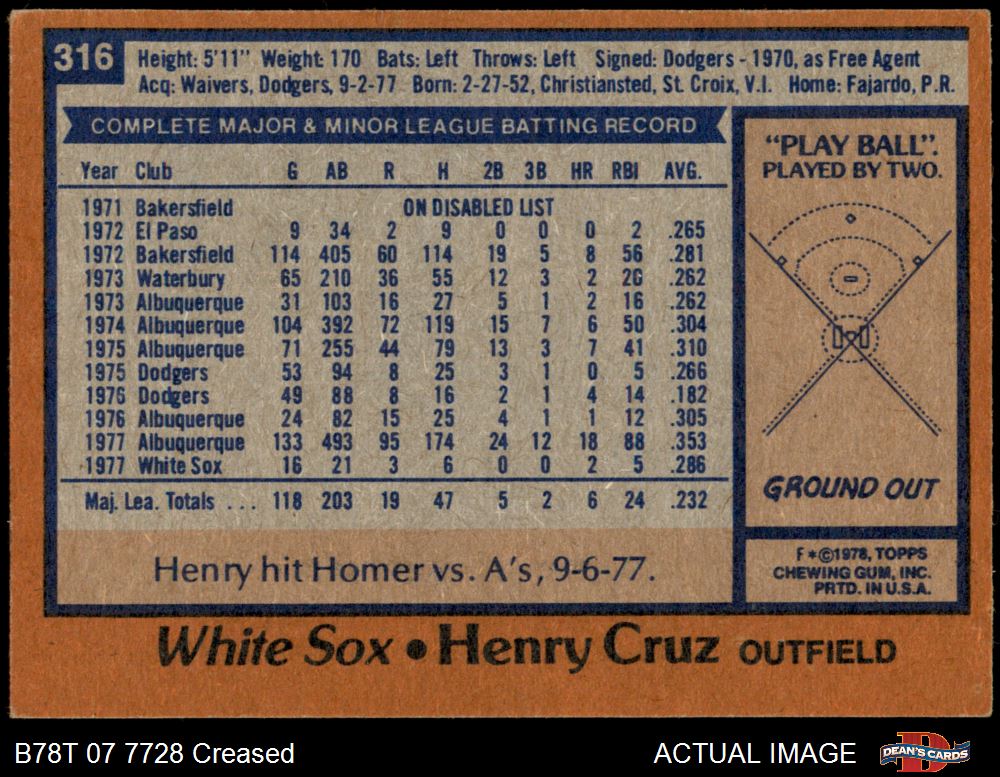 316
Height: 5'11" Weight: 170 Bats: Left Throws: Left Signed: Dodgers - 1970, as Free Agent
Acq: Waivers, Dodgers, 9-2-77 Born: 2-27-52, Christiansted, St. Croix, V.I. Home: Fajardo, P.R.
COMPLETE MAJOR & MINOR LEAGUE BATTING RECORD
Year Club G AB R H 2B 3B HR RBI AVG.
1971 Bakersfield ON DISABLED LIST
1972 El Paso 9 34 2 9 0 0 0 2 .265
1972 Bakersfield 114 405 60 114 19 5 8 56 .281
1973 Waterbury 65 210 36 55 12 3 2 26 .262
1973 Albuquerque 31 103 16 27 5 1 2 16 .262
1974 Albuquerque 104 392 72 119 15 7 6 50 .304
1975 Albuquerque 71 255 44 79 13 3 7 41 .310
1975 Dodgers 53 94 8 25 3 1 0 5 .266
1976 Dodgers 49 88 8 16 2 1 4 14 .182
1976 Albuquerque 24 82 15 25 4 1 1 12 .305
1977 Albuquerque 133 493 95 174 24 12 18 88 .353
1977 White Sox 16 21 3 6 0 0 2 5 .286
Maj. Lea. Totals ... 118 203 19 47 5 2 6 24 .232
Henry hit Homer vs. A's, 9-6-77.
"PLAY BALL".
PLAYED BY TWO.
GROUND OUT
F*©1978, TOPPS
CHEWING GUM, INC.
PRTD. IN U.S.A.
White Sox • Henry Cruz OUTFIELD
B78T 07 7728 Creased
ACTUAL IMAGE
DEAN'S CARDS